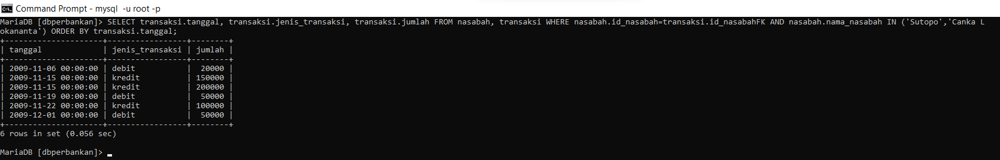 Command Prompt - mysql  -u root -p
MariaDB [dbperbankan]> SELECT transaksi.tanggal, transaksi.jenis_transaksi, transaksi.jumlah FROM nasabah, transaksi WHERE nasabah.id_nasabah=transaksi.id_nasabahFK AND nasabah.nama_nasabah IN ('Sutopo','Canka L
okananta') ORDER BY transaksi.tanggal;
+---------------------+-----------------+--------+
| tanggal             | jenis_transaksi | jumlah |
+---------------------+-----------------+--------+
| 2009-11-06 00:00:00 | debit           |  20000 |
| 2009-11-15 00:00:00 | kredit          | 150000 |
| 2009-11-15 00:00:00 | kredit          | 200000 |
| 2009-11-19 00:00:00 | debit           |  50000 |
| 2009-11-22 00:00:00 | kredit          | 100000 |
| 2009-12-01 00:00:00 | debit           |  50000 |
+---------------------+-----------------+--------+
6 rows in set (0.056 sec)
MariaDB [dbperbankan]> _